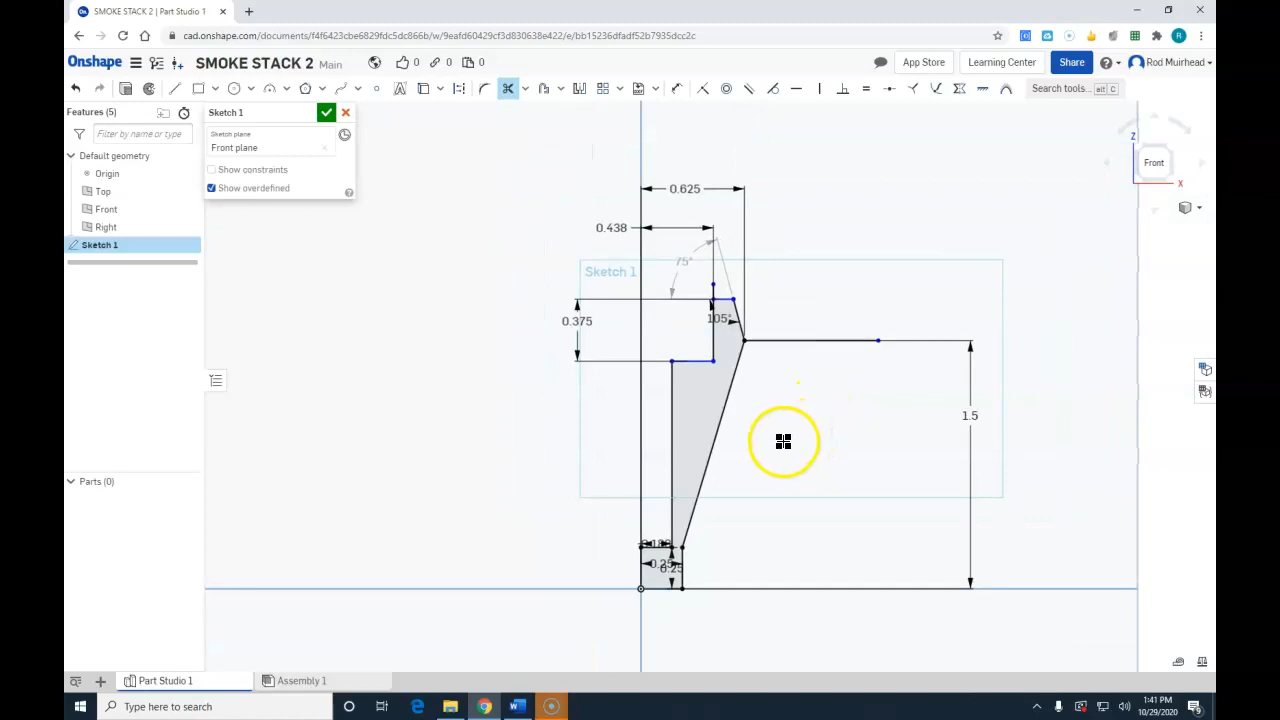 SMOKE STACK 2 | Part Studio 1
cad.onshape.com/documents/f4f6423cbe6829fdc5dc866b/w/9eafd60429cf3d830638e422/e/bb15236dfadf52b7935dcc2c
R
Onshape
SMOKE STACK 2 Main
0
0
0
App Store
Learning Center
Share
Rod Muirhead
Search tools...
alt C
Features (5)
Filter by name or type
Default geometry
Origin
Top
Front
Right
Sketch 1
Parts (0)
Sketch 1
Sketch plane
Front plane
Show constraints
Show overdefined
Z
Front
X
0.625
0.438
75°
Sketch 1
0.375
105°
1.5
0.25
0.25
Part Studio 1
Assembly 1
Type here to search
1:41 PM
10/29/2020